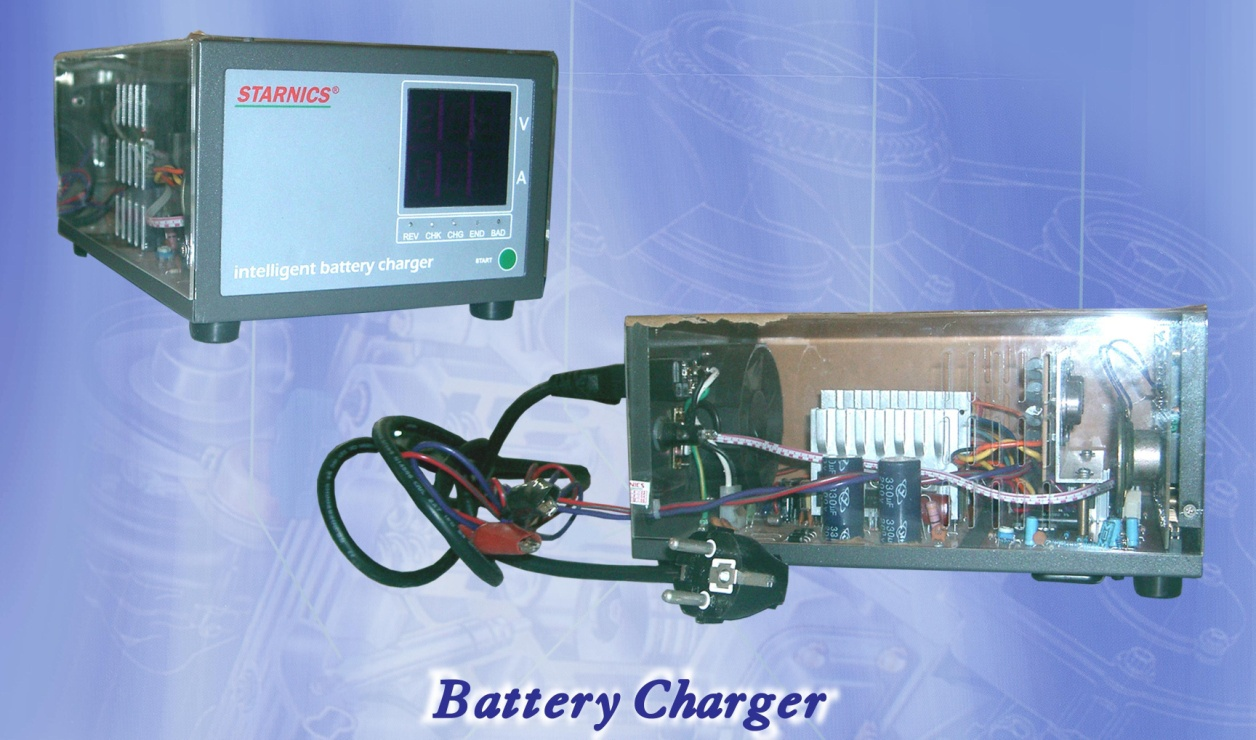 STARNICS®
V
A
REV CHK CHG END BAD
START
intelligent battery charger
330uF
330uF
Battery Charger